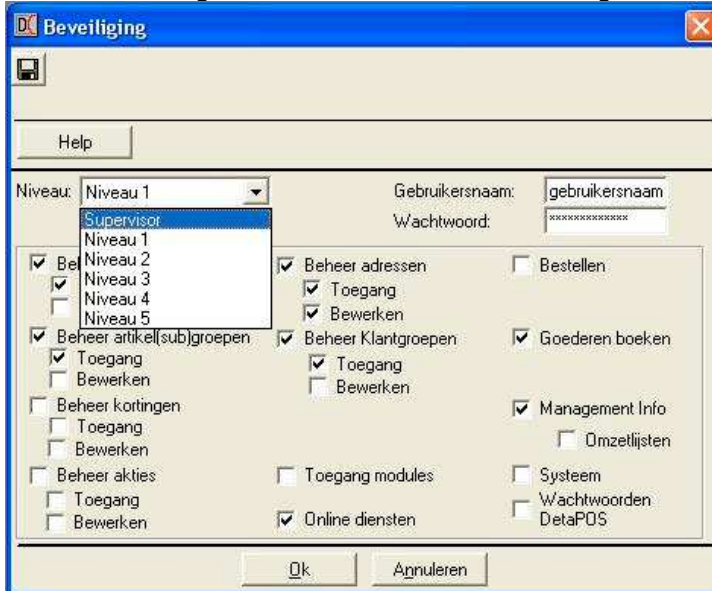 Beveiliging
Help
Niveau: Niveau 1
Supervisor
Niveau 1
Niveau 2
Niveau 3
Niveau 4
Niveau 5
Gebruikersnaam: gebruikersnaam
Wachtwoord: xxxxxxxxxxxxx
Beheer artikel(sub)groepen
Toegang
Bewerken
Beheer kortingen
Toegang
Bewerken
Beheer akties
Toegang
Bewerken
Beheer adressen
Toegang
Bewerken
Beheer Klantgroepen
Toegang
Bewerken
Toegang modules
Online diensten
Bestellen
Goederen boeken
Management Info
Omzetlijsten
Systeem
Wachtwoorden
DetaPOS
Ok
Annuleren